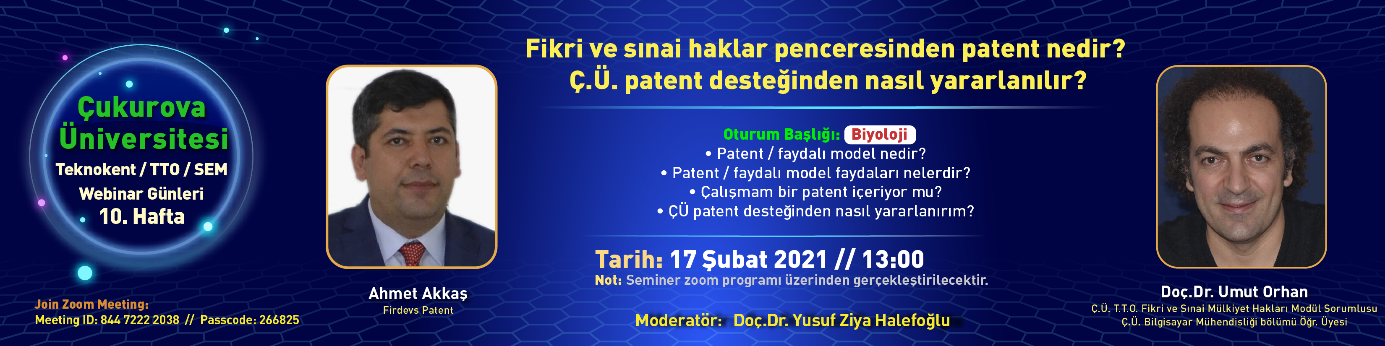 Çukurova
Üniversitesi
Teknokent / TTO / SEM
Webinar Günleri
10. Hafta
Join Zoom Meeting:
Meeting ID: 844 7222 2038 // Passcode: 266825
Ahmet Akkaş
Firdevs Patent
Fikri ve sınai haklar penceresinden patent nedir?
Ç.Ü. patent desteğinden nasıl yararlanılır?
Oturum Başlığı: Biyoloji
• Patent / faydalı model nedir?
• Patent / faydalı model faydaları nelerdir?
• Çalışmam bir patent içeriyor mu?
• ÇÜ patent desteğinden nasıl yararlanırım?
Tarih: 17 Şubat 2021 // 13:00
Not: Seminer zoom programı üzerinden gerçekleştirilecektir.
Moderatör: Doç.Dr. Yusuf Ziya Halefoğlu
Doç.Dr. Umut Orhan
Ç.Ü. T.T.O. Fikri ve Sınai Mülkiyet Hakları Modül Sorumlusu
Ç.Ü. Bilgisayar Mühendisliği bölümü Öğr. Üyesi